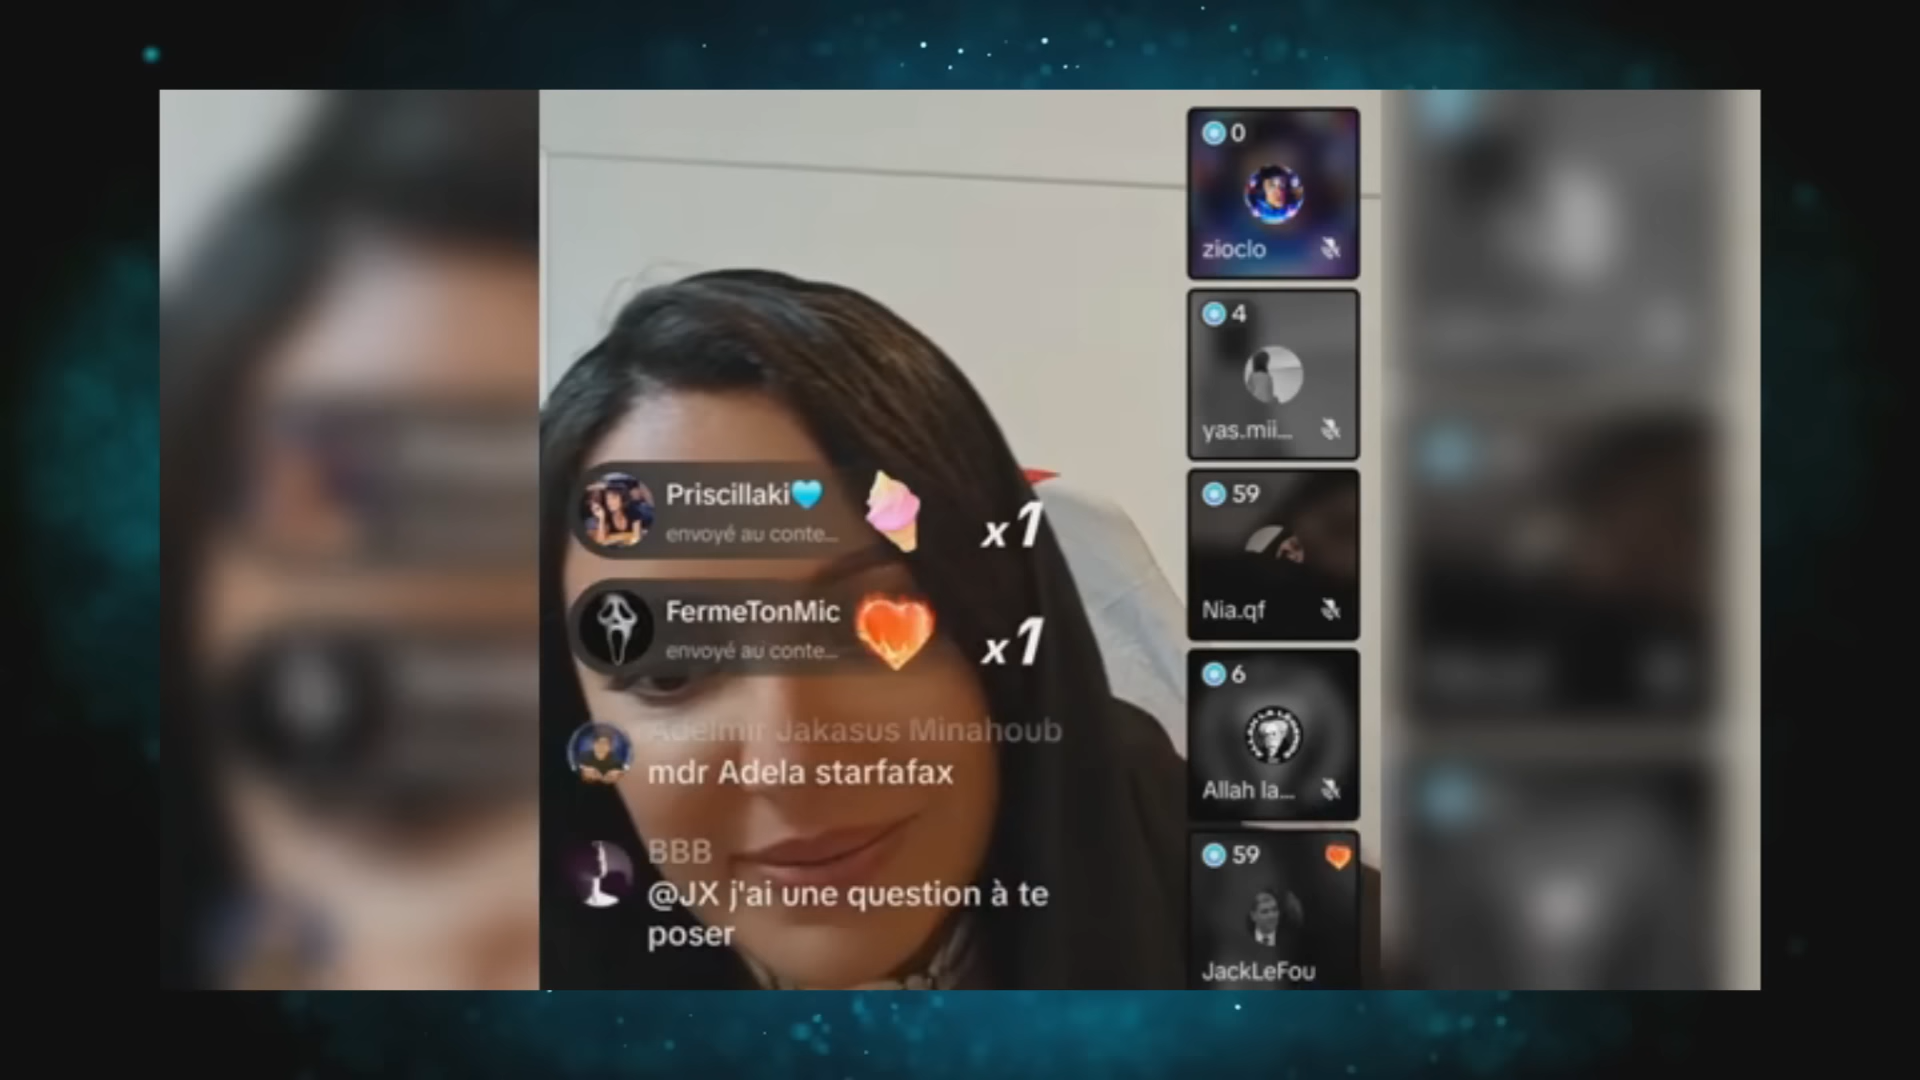 Priscillaki🩵
envoyé au conte...
x1
FermeTonMic
envoyé au conte...
x1
Adelmir Jakasus Minahoub
mdr Adela starfafax
BBB
@JX j'ai une question à te
poser
0
zioclo
4
yas.mii...
59
Nia.qf
6
Allah la...
59
JackLeFou